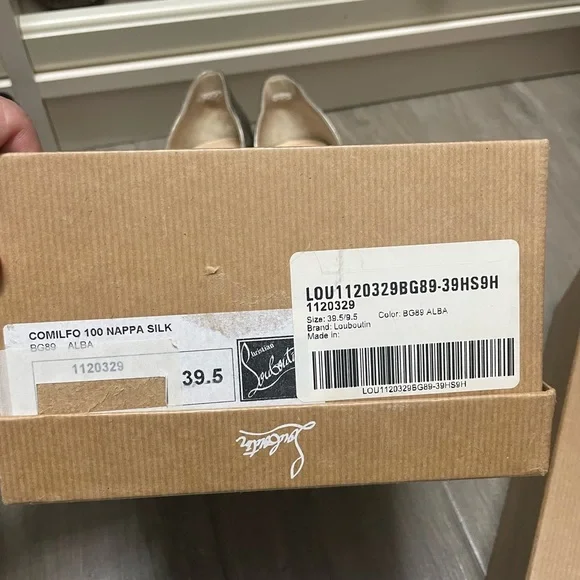 COMILFO 100 NAPPA SILK
BG89 ALBA
1120329
39.5
Christian
Louboutin
LOU1120329BG89-39HS9H
1120329
Size: 39.5/9.5 Color: BG89 ALBA
Brand: Louboutin
Made in:
LOU1120329BG89-39HS9H
Louboutin